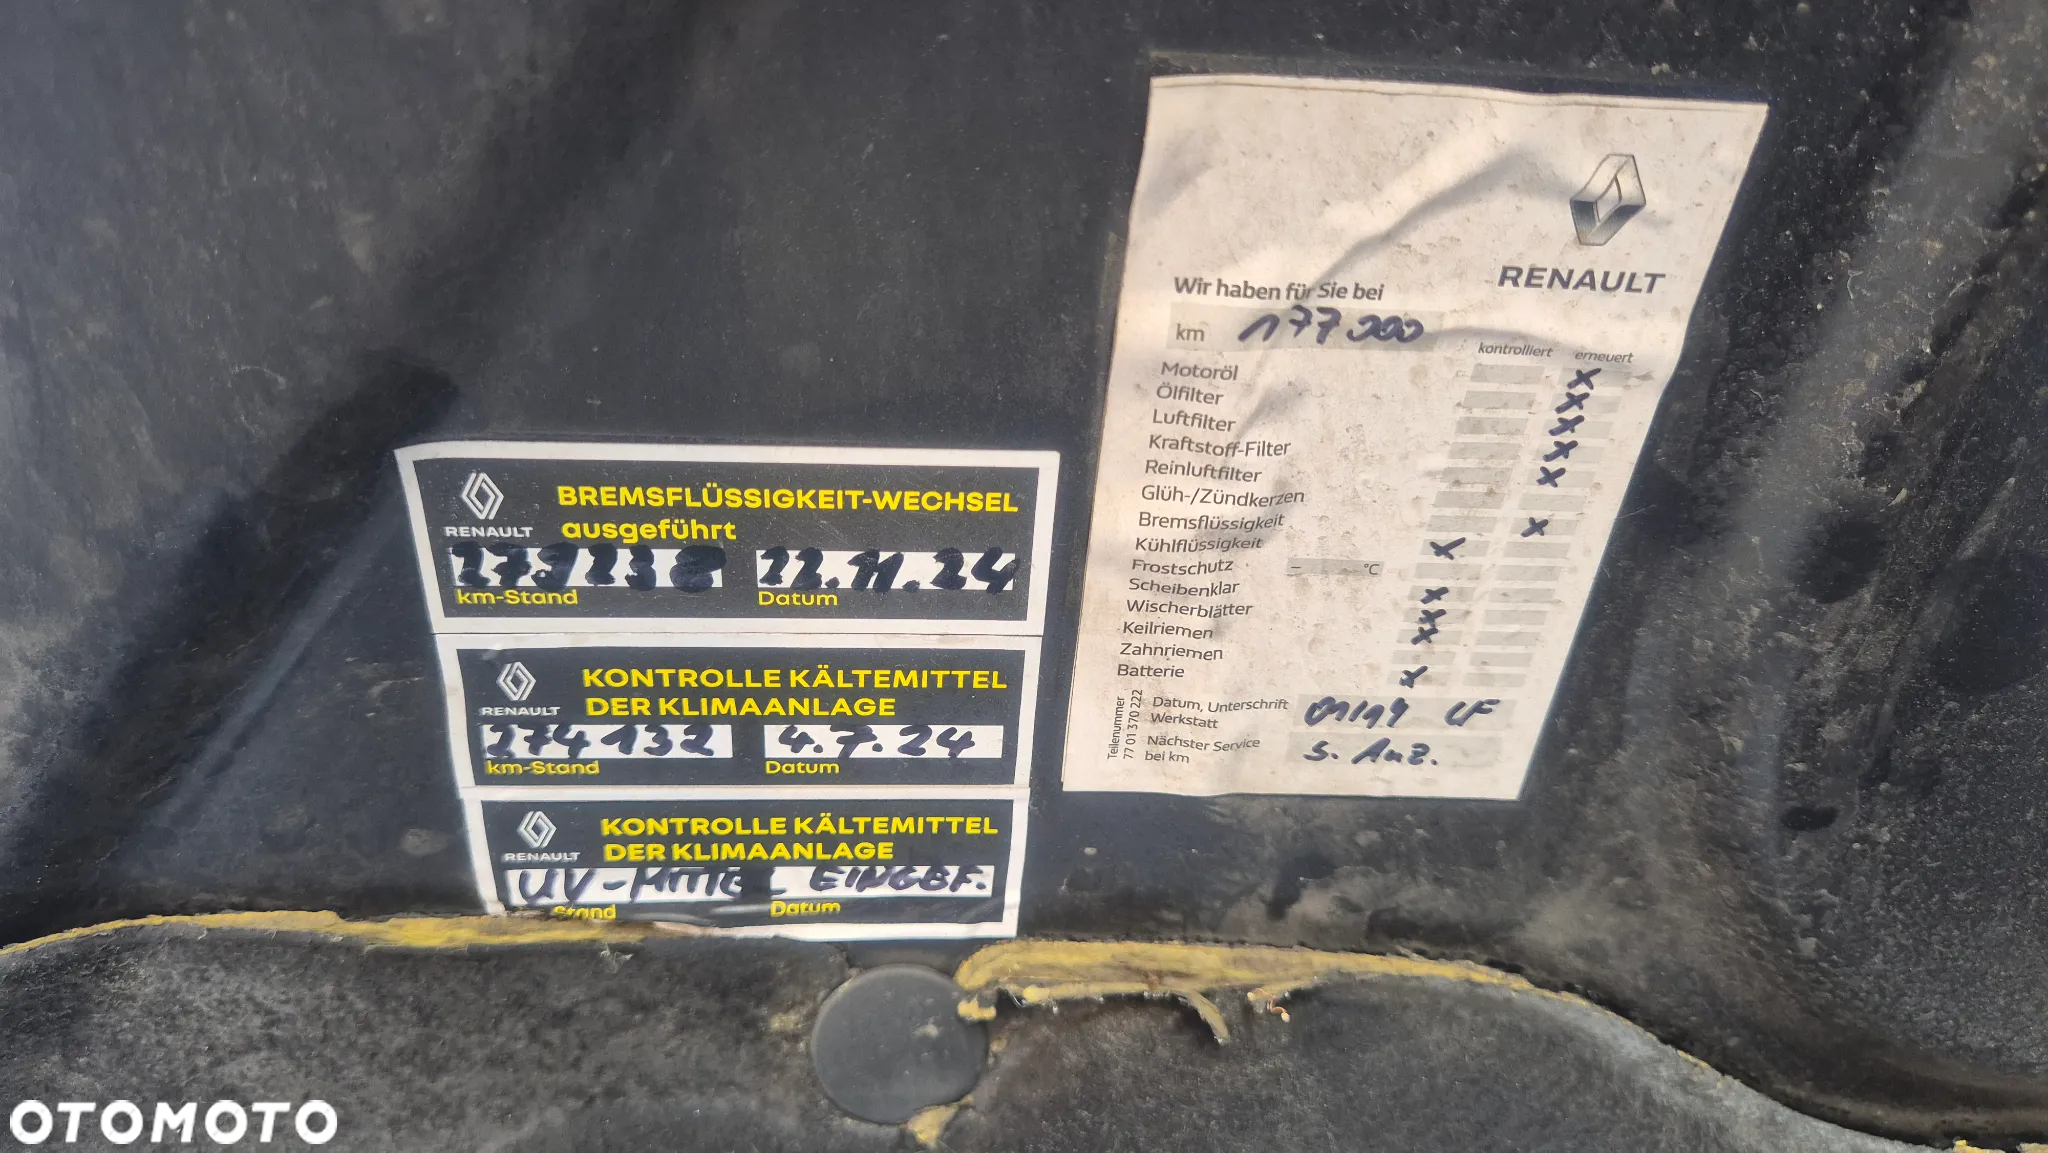 RENAULT
BREMSFLÜSSIGKEIT-WECHSEL
ausgeführt
22.11.24
km-Stand Datum
RENAULT
KONTROLLE KÄLTEMITTEL
DER KLIMAANLAGE
274132 4.7.24
km-Stand Datum
RENAULT
KONTROLLE KÄLTEMITTEL
DER KLIMAANLAGE
UV-MITTEL EINGEF.
Stand Datum
RENAULT
Wir haben für Sie bei
km 177000
kontrolliert erneuert
Motoröl x
Ölfilter x
Luftfilter x
Kraftstoff-Filter x
Reinluftfilter x
Glüh-/Zündkerzen
Bremsflüssigkeit x
Kühlflüssigkeit x
Frostschutz – °C
Scheibenklar x
Wischerblätter x
Keilriemen x
Zahnriemen
Batterie x
Datum, Unterschrift
Werkstatt
Nächster Service
bei km
S. Anz.
Teilenummer
77 01 370 222
OTOMOTO